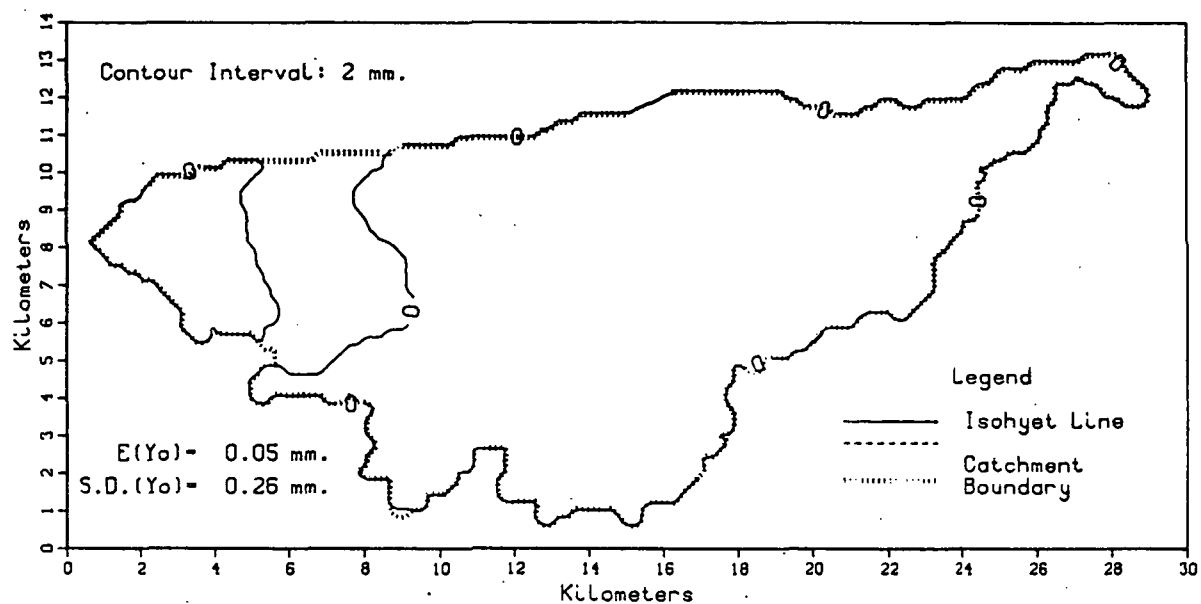 Contour Interval: 2 mm.
E(Yo)= 0.05 mm.
S.D.(Yo)= 0.26 mm.
Legend
Isohyet Line
Catchment
Boundary
0
0
0
0
0
0
0
0
Kilometers
0 1 2 3 4 5 6 7 8 9 10 11 12 13 14
0 2 4 6 8 10 12 14 16 18 20 22 24 26 28 30
Kilometers